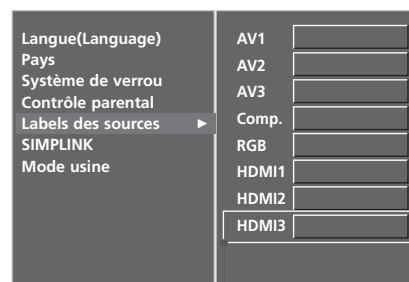 Langue(Language)
Pays
Système de verrou
Contrôle parental
Labels des sources ►
SIMPLINK
Mode usine
AV1
AV2
AV3
Comp.
RGB
HDMI1
HDMI2
HDMI3